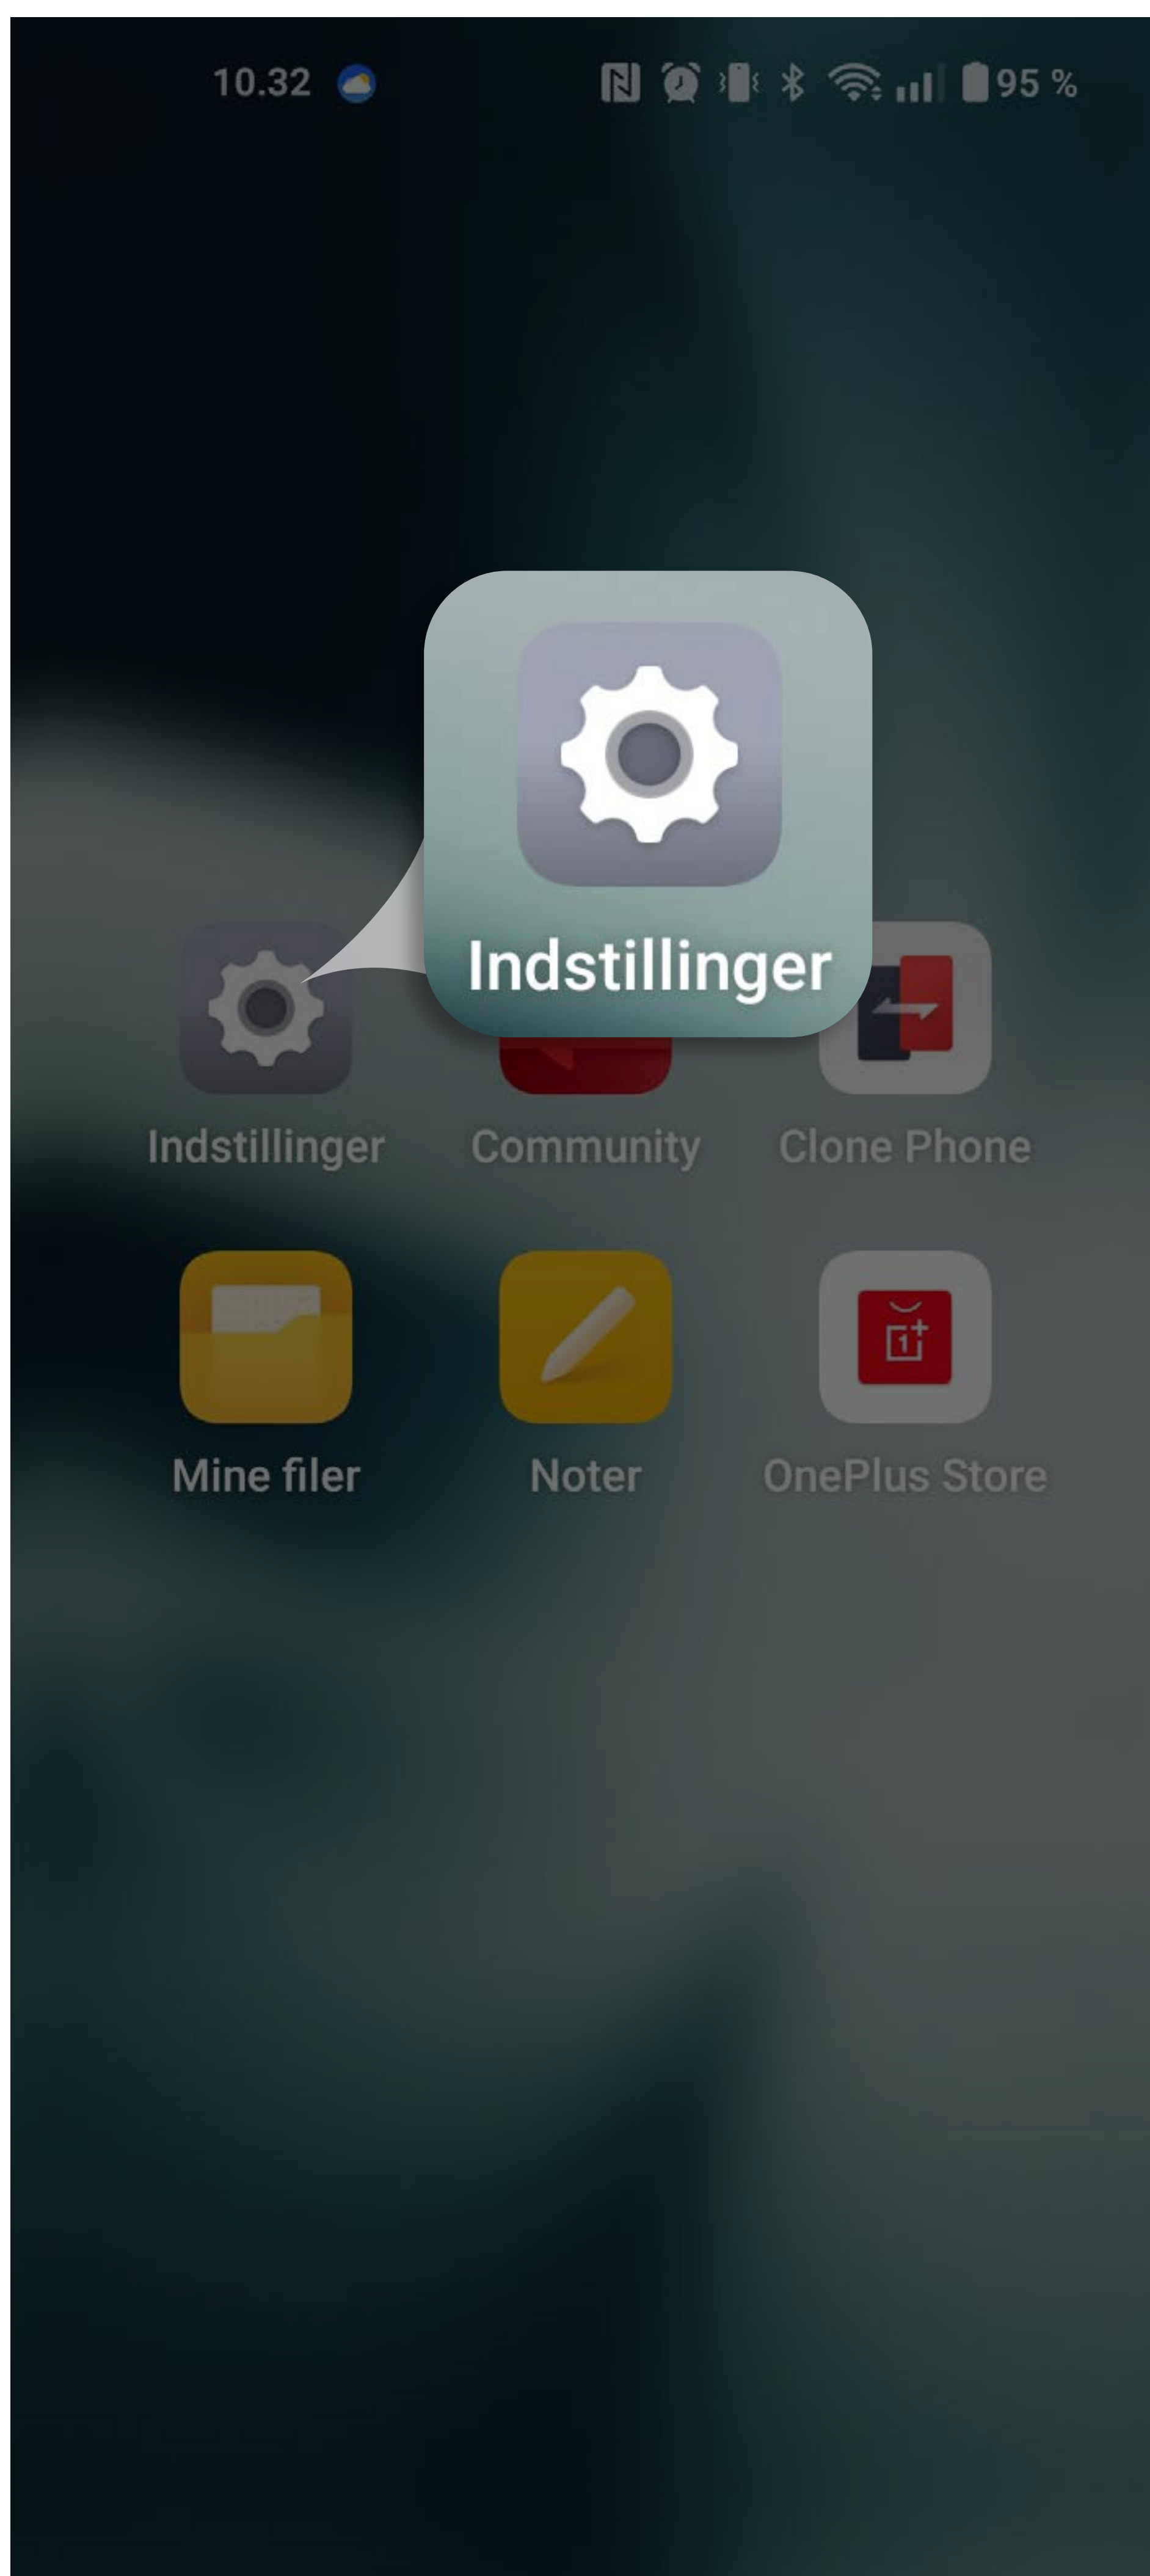 10.32 95 %
Indstillinger
Indstillinger Community Clone Phone
Mine filer Noter OnePlus Store